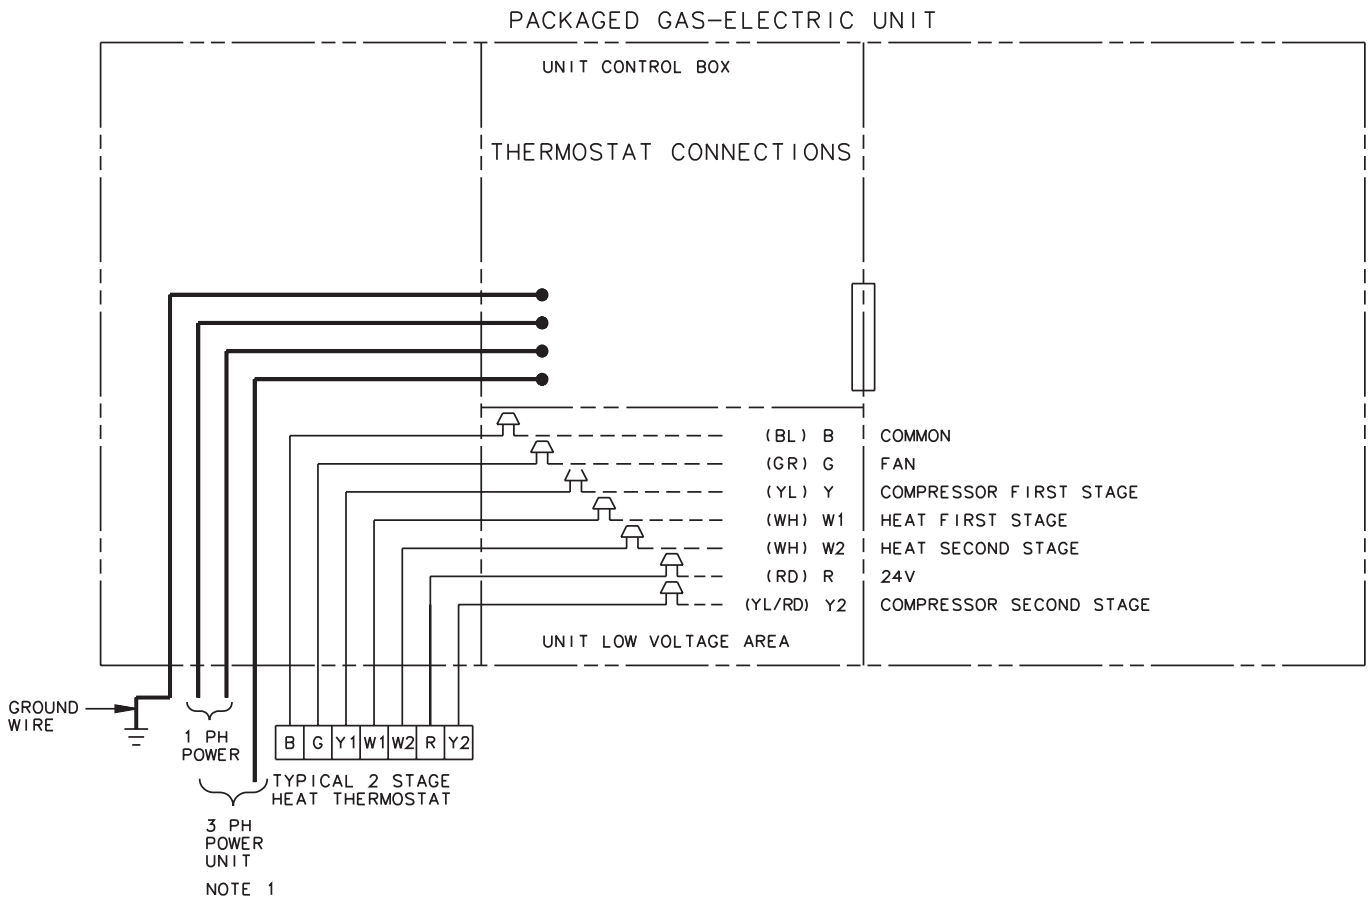 PACKAGED GAS-ELECTRIC UNIT
UNIT CONTROL BOX
THERMOSTAT CONNECTIONS
(BL) B COMMON
(GR) G FAN
(YL) Y COMPRESSOR FIRST STAGE
(WH) W1 HEAT FIRST STAGE
(WH) W2 HEAT SECOND STAGE
(RD) R 24V
(YL/RD) Y2 COMPRESSOR SECOND STAGE
UNIT LOW VOLTAGE AREA
GROUND
WIRE
1 PH
POWER
B G Y1 W1 W2 R Y2
TYPICAL 2 STAGE
HEAT THERMOSTAT
3 PH
POWER
UNIT
NOTE 1